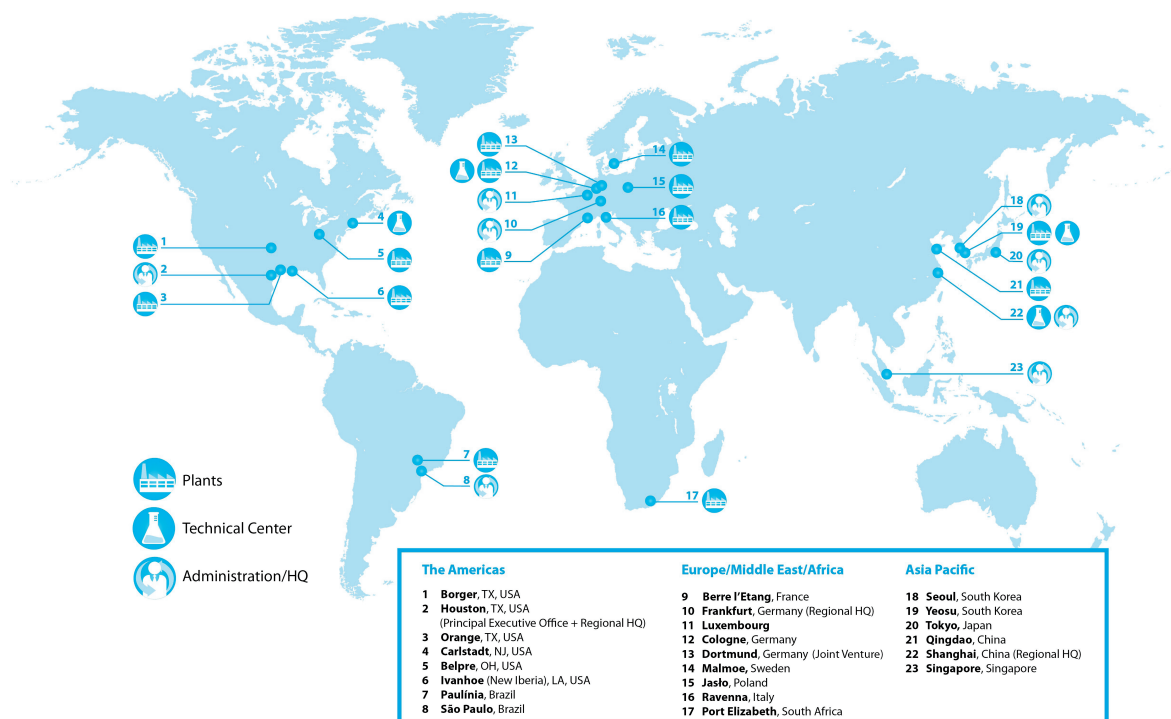 13
12
11
10
9
14
15
16
4
1
2
3
5
6
18
19
20
21
22
23
7
8
17
Plants
Technical Center
Administration/HQ
The Americas
1 Borger, TX, USA
2 Houston, TX, USA
(Principal Executive Office + Regional HQ)
3 Orange, TX, USA
4 Carlstadt, NJ, USA
5 Belpre, OH, USA
6 Ivanhoe (New Iberia), LA, USA
7 Paulínia, Brazil
8 São Paulo, Brazil
Europe/Middle East/Africa
9 Berre l’Etang, France
10 Frankfurt, Germany (Regional HQ)
11 Luxembourg
12 Cologne, Germany
13 Dortmund, Germany (Joint Venture)
14 Malmoe, Sweden
15 Jasło, Poland
16 Ravenna, Italy
17 Port Elizabeth, South Africa
Asia Pacific
18 Seoul, South Korea
19 Yeosu, South Korea
20 Tokyo, Japan
21 Qingdao, China
22 Shanghai, China (Regional HQ)
23 Singapore, Singapore